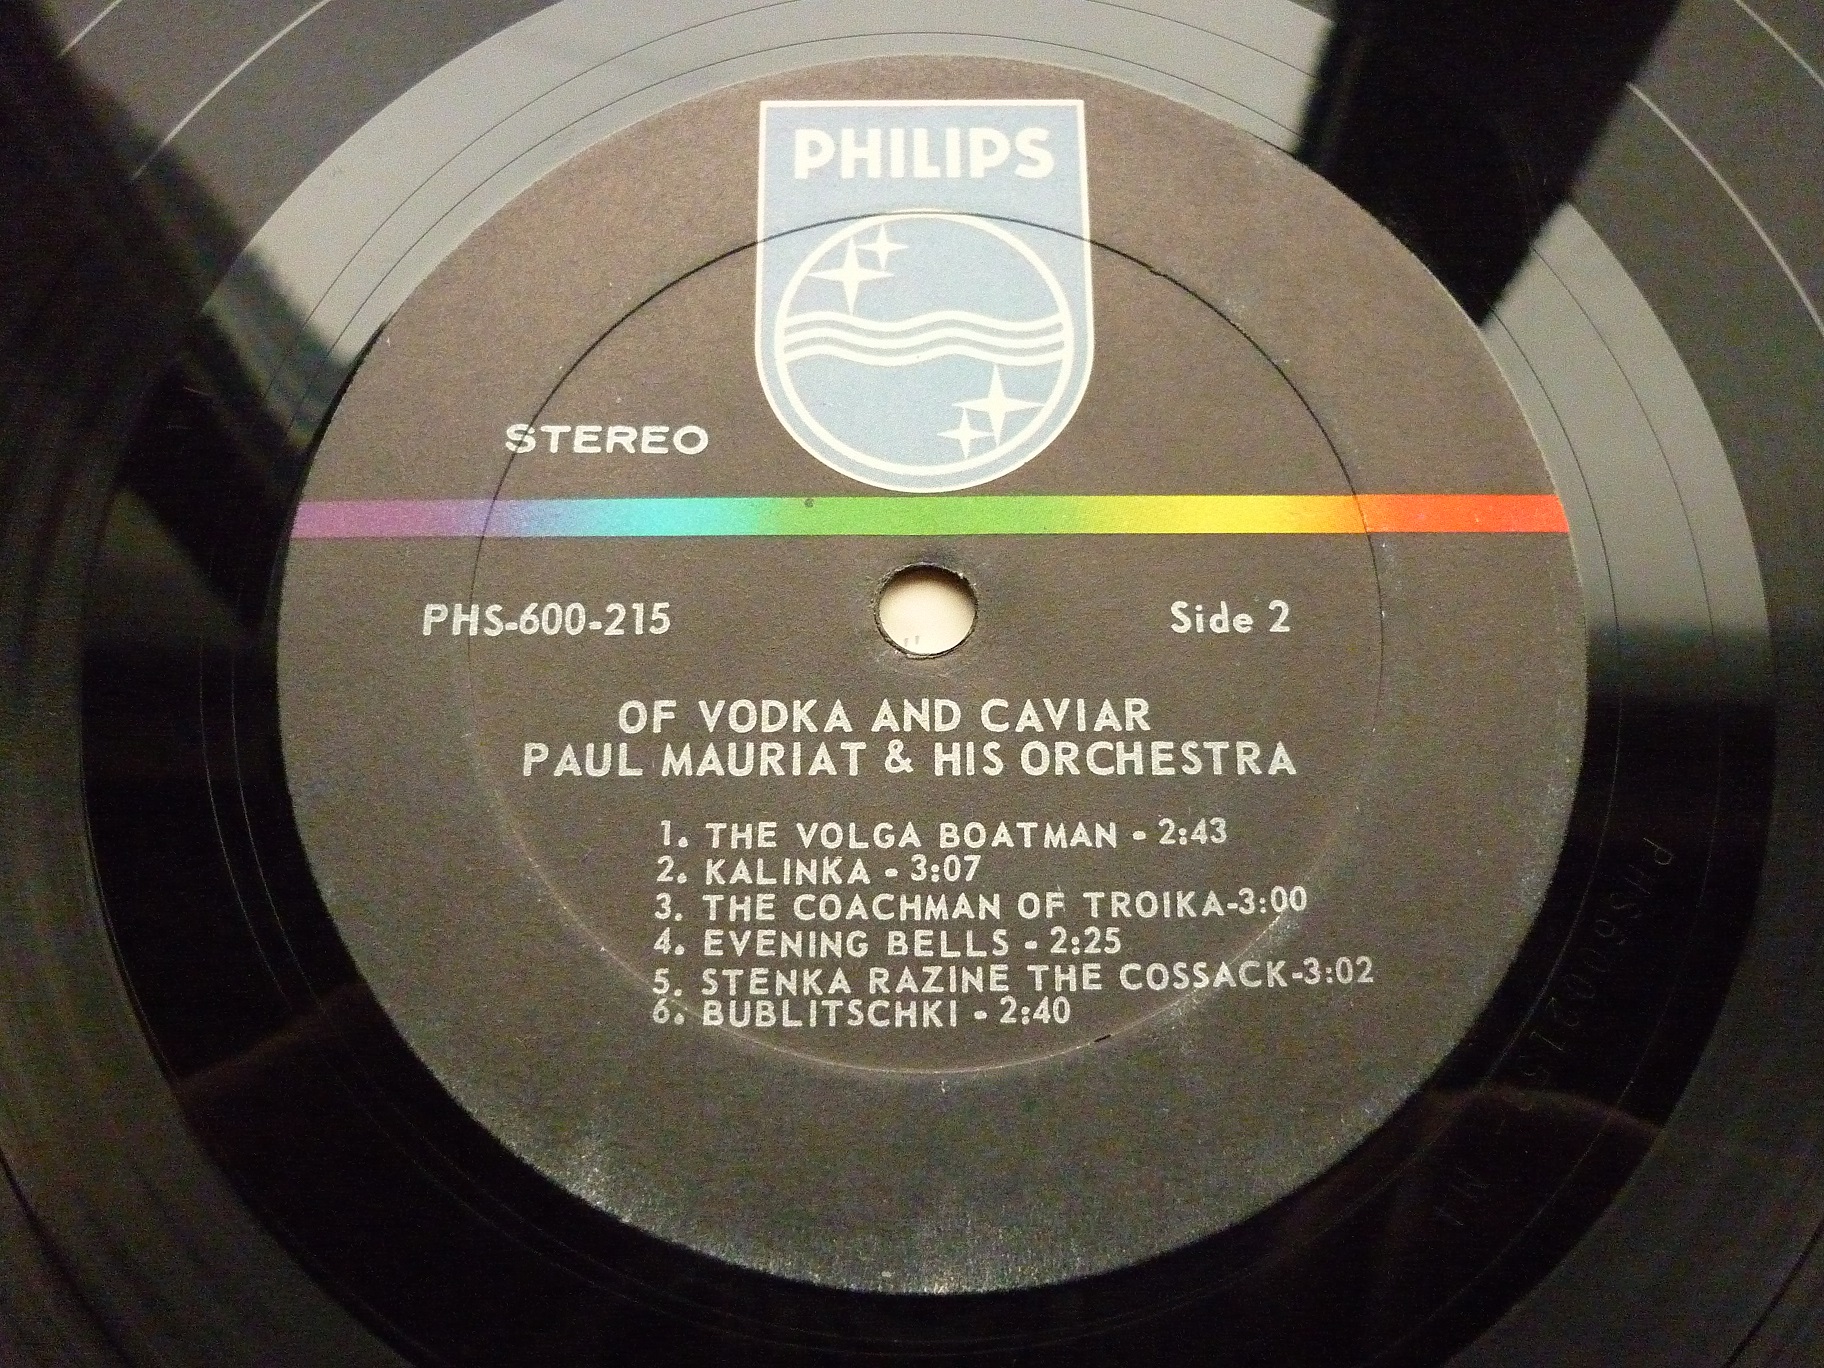 PHILIPS
STEREO
PHS-600-215
Side 2
OF VODKA AND CAVIAR
PAUL MAURIAT & HIS ORCHESTRA
1. THE VOLGA BOATMAN - 2:43
2. KALINKA - 3:07
3. THE COACHMAN OF TROIKA-3:00
4. EVENING BELLS - 2:25
5. STENKA RAZINE THE COSSACK-3:02
6. BUBLITSCHKI - 2:40